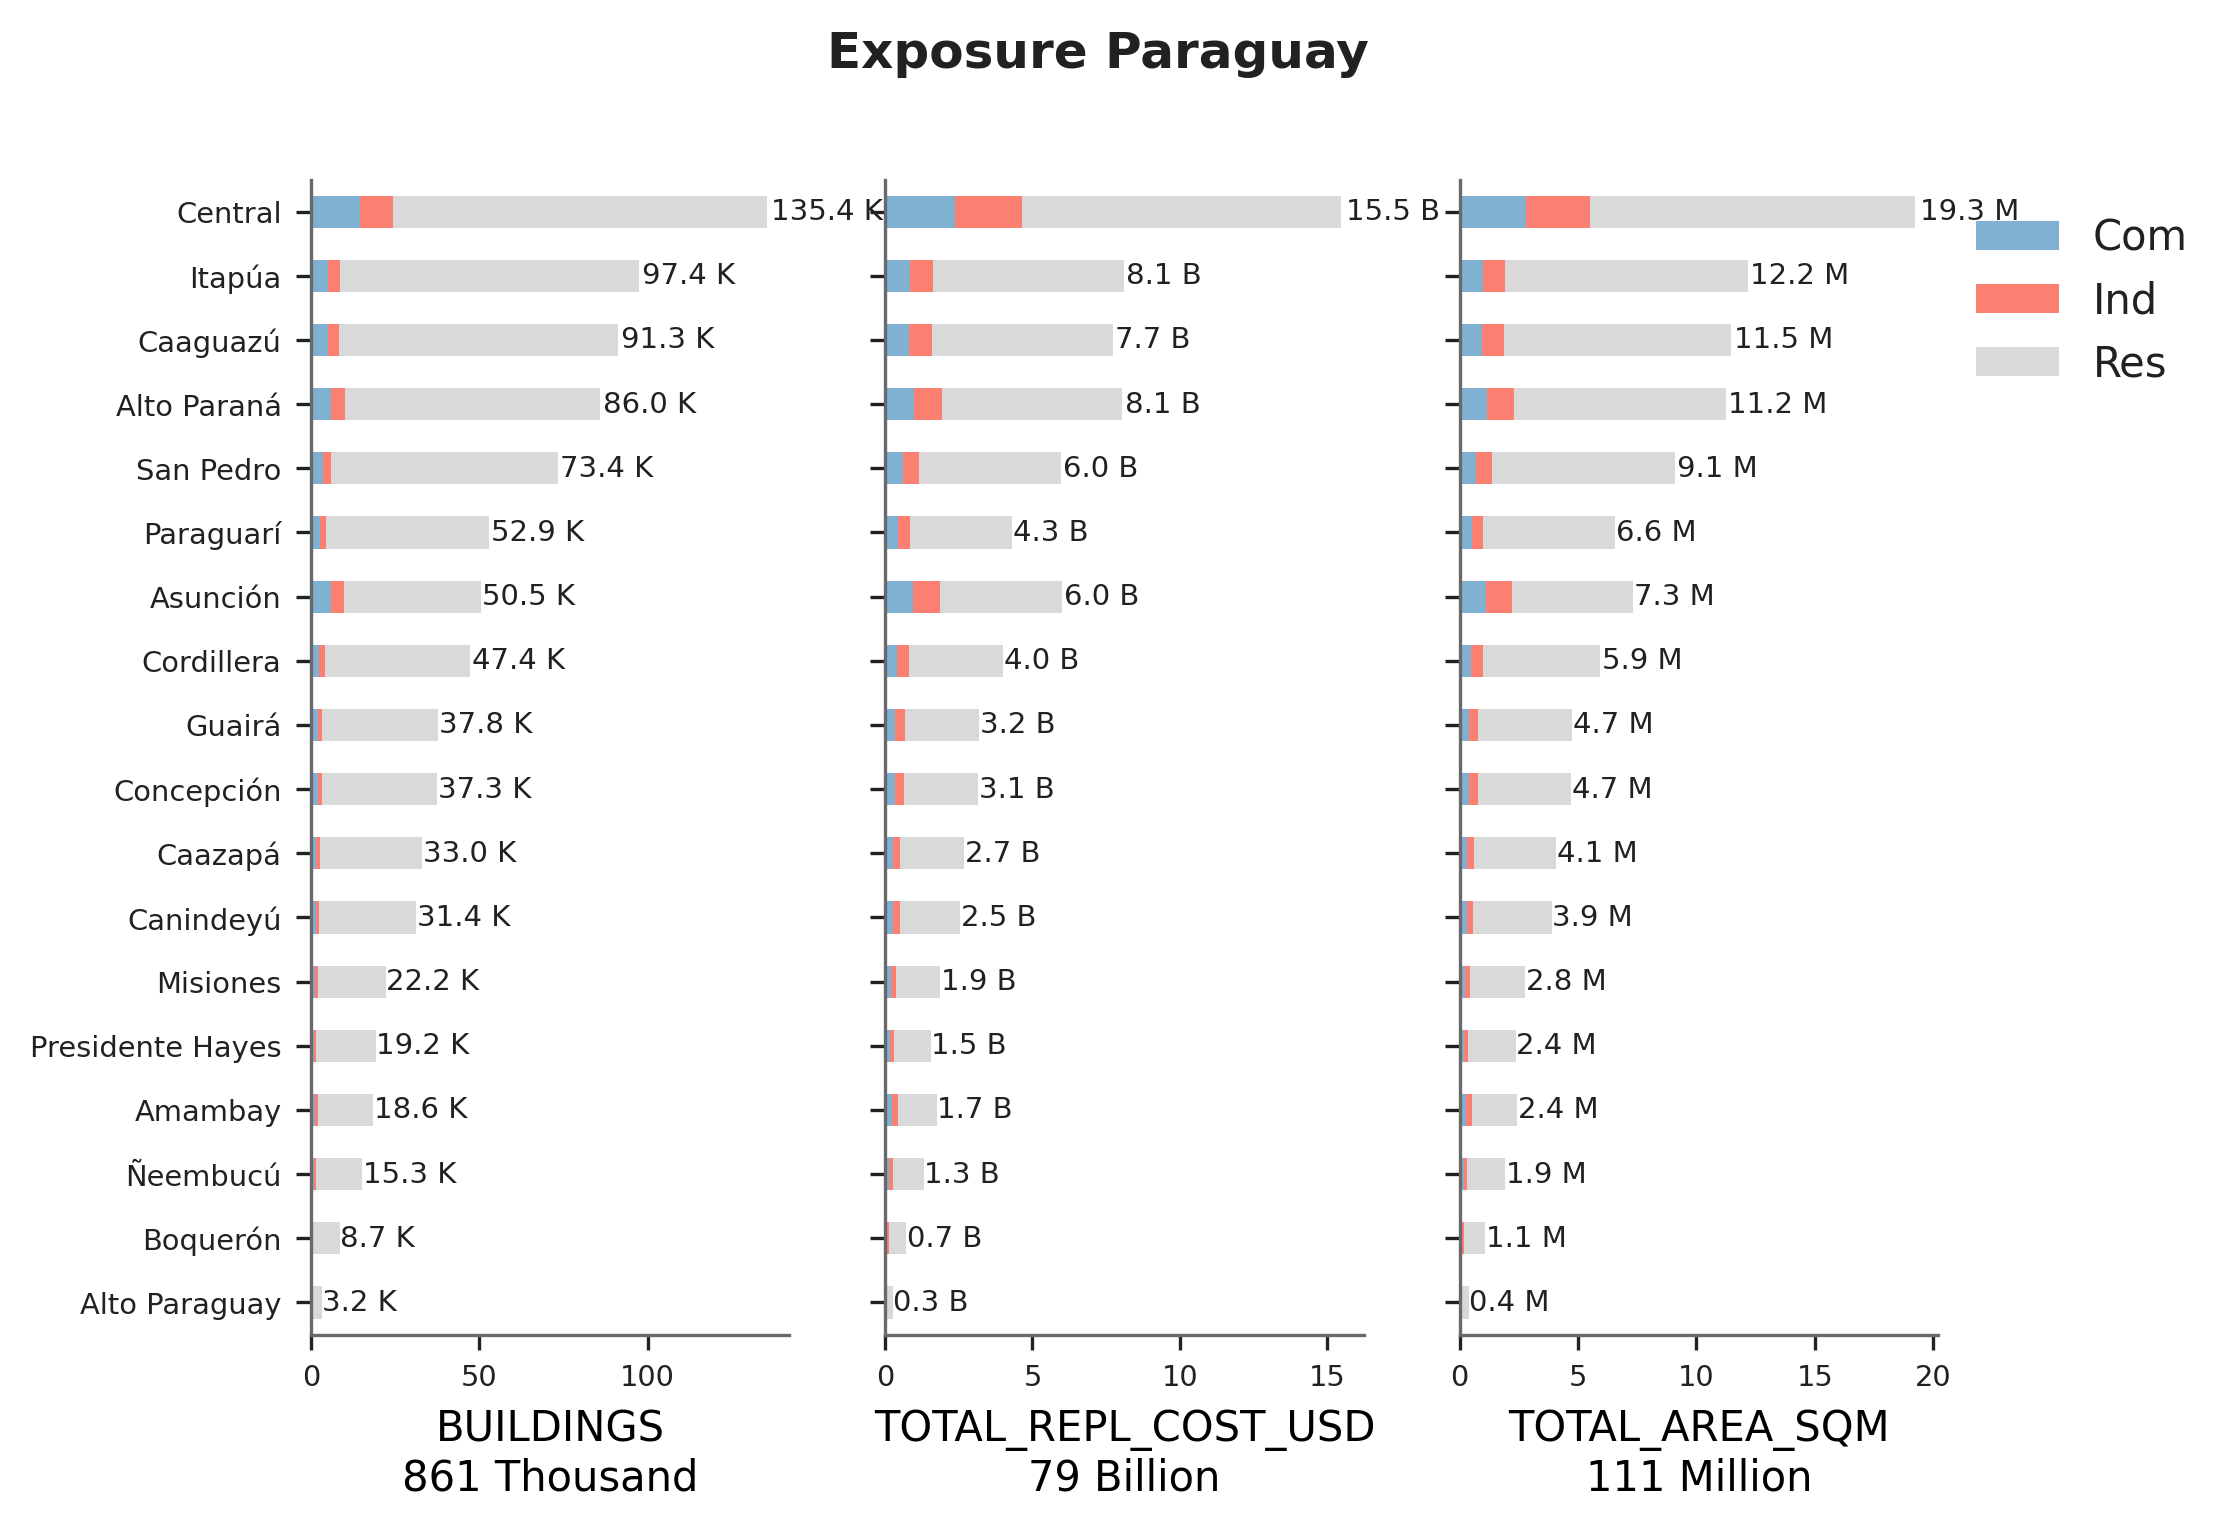 Exposure Paraguay
Central 135.4 K 15.5 B 19.3 M
Itapúa 97.4 K 8.1 B 12.2 M
Caaguazú 91.3 K 7.7 B 11.5 M
Alto Paraná 86.0 K 8.1 B 11.2 M
San Pedro 73.4 K 6.0 B 9.1 M
Paraguarí 52.9 K 4.3 B 6.6 M
Asunción 50.5 K 6.0 B 7.3 M
Cordillera 47.4 K 4.0 B 5.9 M
Guairá 37.8 K 3.2 B 4.7 M
Concepción 37.3 K 3.1 B 4.7 M
Caazapá 33.0 K 2.7 B 4.1 M
Canindeyú 31.4 K 2.5 B 3.9 M
Misiones 22.2 K 1.9 B 2.8 M
Presidente Hayes 19.2 K 1.5 B 2.4 M
Amambay 18.6 K 1.7 B 2.4 M
Ñeembucú 15.3 K 1.3 B 1.9 M
Boquerón 8.7 K 0.7 B 1.1 M
Alto Paraguay 3.2 K 0.3 B 0.4 M
0 50 100 0 5 10 15 0 5 10 15 20
BUILDINGS TOTAL_REPL_COST_USD TOTAL_AREA_SQM
861 Thousand 79 Billion 111 Million
Com
Ind
Res